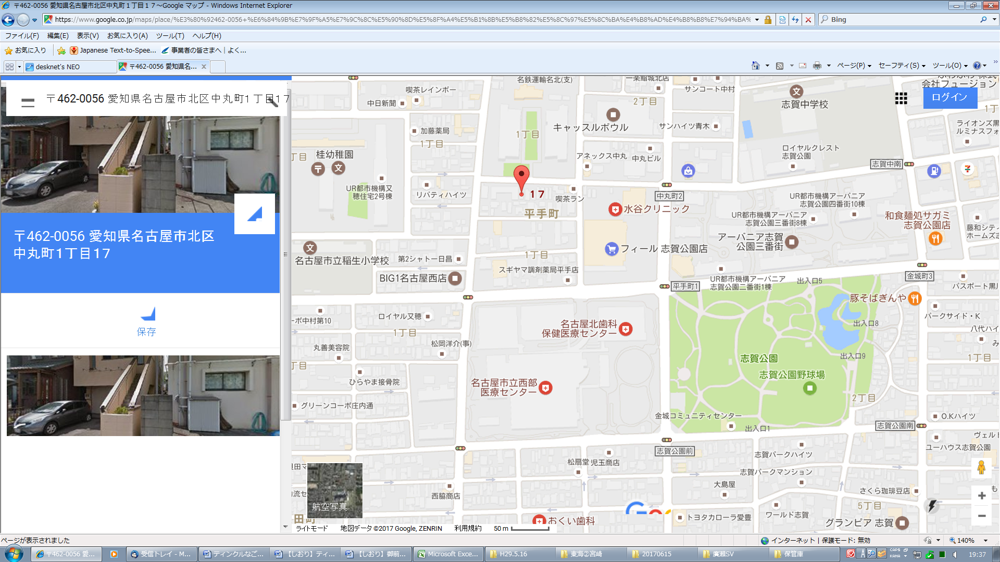 〒462-0056 愛知県名古屋市北区中丸町１丁目１７～Google マップ - Windows Internet Explorer
https://www.google.co.jp/maps/place/%E3%80%92462-0056+%E6%84%9B%E7%9F%A5%E7%9C%8C%E5%90%8D%E5%8F%A4%E5%B1%8B%E5%B8%82%E5%8C%97%E5%8C%BA%E4%B8%AD%E4%B8%B8%E7%94%BA%
Bing
ファイル(F) 編集(E) 表示(V) お気に入り(A) ツール(T) ヘルプ(H)
お気に入り Japanese Text-to-Spee... 事業者の皆さまへ | よく...
desknet's NEO 〒462-0056 愛知県名... ページ(P) セーフティ(S) ツール(O)
〒462-0056 愛知県名古屋市北区中丸町1丁目17
〒462-0056 愛知県名古屋市北区
中丸町1丁目17
保存
名鉄運輸名北(支)
一楽鮨城北店
喫茶レインボー
サンコート中村
会社フュージョン
ログイン
中日新聞
2丁目
志賀中学校
1丁目
キャッスルボウル
サンハイツ青木
加藤薬局
1丁目
1丁目
ライオンズ黒
ルミナスフォ
桂幼稚園
丁目
アネックス中丸
中丸ビル
ロイヤルクレスト
志賀公園
志賀中南
UR都市機構又
穂住宅2号棟
リバティハイツ
17
喫茶ラン
中丸町2
平手町
水谷クリニック
UR都市機構アーバニア
志賀公園四番街10棟
UR都市機構アーバニア
志賀公園三番街8棟
和食麺処サガミ
志賀公園店
藤和シティ
ホームズ志
アーバニア志賀
公園三番街
フィール 志賀公園店
名古屋市立稲生小学校
第2シャトー日昌
1丁目
スギヤマ調剤薬局平手店
BIG1名古屋西店
平手町1
UR都市機構アーバニア
志賀公園二番街1棟
出入口5
金城町3
パスポート黒川
豚そばぎんや
パークサイド・K
ーポ中村第10
ロイヤル又穂
1丁目
名古屋北歯科
保健医療センター
出入口8
八代ハイ
み
丸善美容院
松岡洋介(事)
丁目
志賀公園
出入口9
1丁目
ひらやま接骨院
名古屋市立西部
医療センター
志賀公園野球場
2丁目
グリーンコーポ庄内通
金城コミュニティセンター
出入口1
O.Kハイツ
志賀公園南
ヴェルト
志賀公園前
ユーハウス志賀公園
志賀パークハイツ
松扇堂
児玉商店
志賀パークマンション
西脇商店
大島屋
さくら珈琲豆店
も
5丁目
航空写真
田町
おくい歯科
トヨタカローラ愛豊
ワールド志賀
グランピア 志賀
ライトモード 地図データ ©2017 Google, ZENRIN 利用規約 50 m
ページが表示されました インターネット | 保護モード: 無効 140%
〒462-0056 愛... 受信トレイ - M... ティンクルなご... 【しおり】ティ... 【しおり】御前... Microsoft Exce... H29.5.16 東海②宮崎 20170615 廣瀬SV 保管庫 A CAPS KANA 19:37